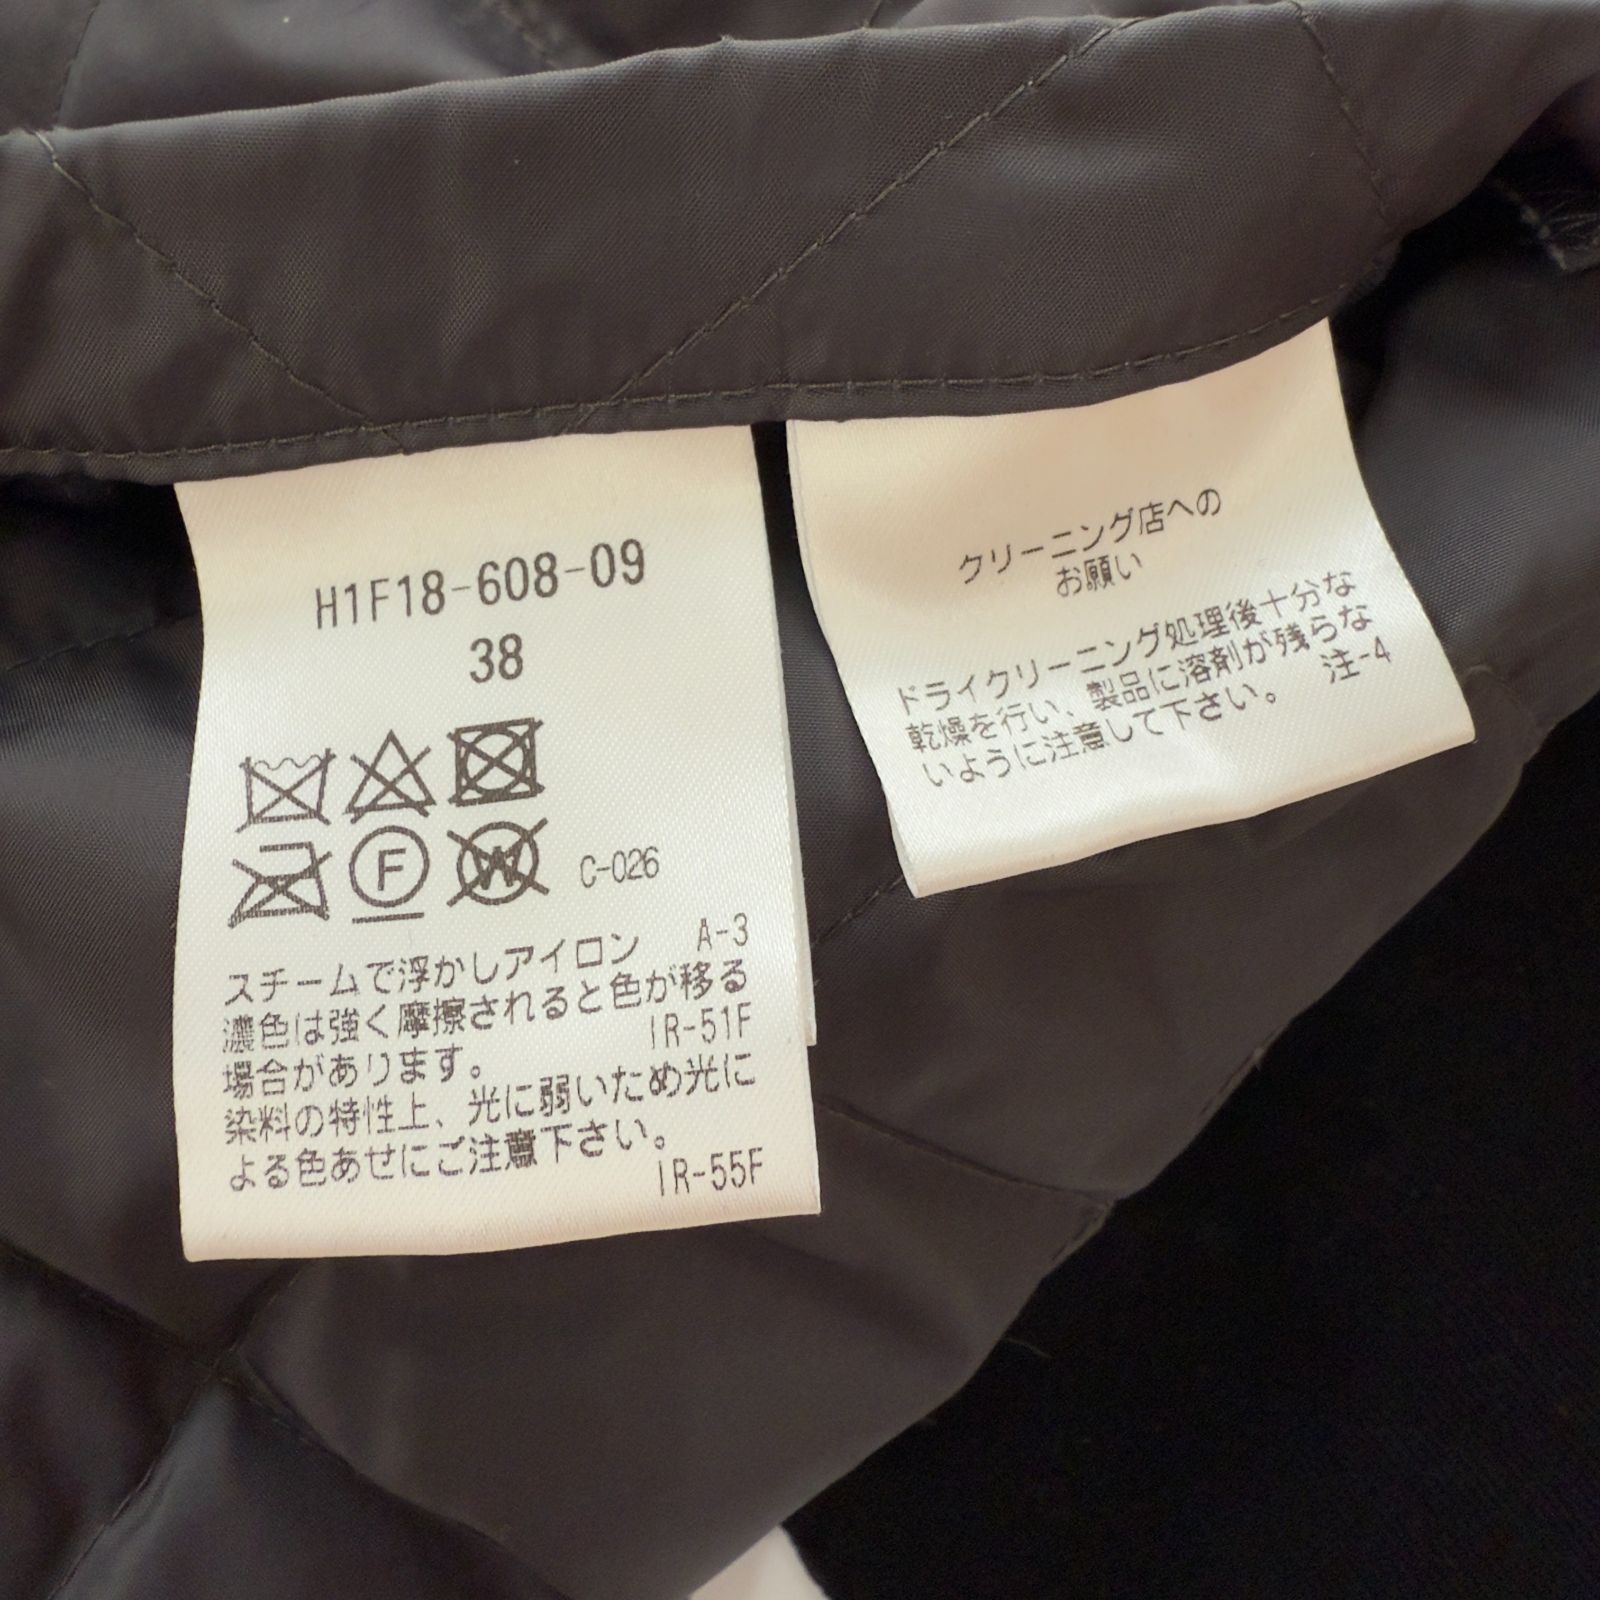 H1F18-608-09
38
F
W
C-026
スチームで浮かしアイロン A-3
濃色は強く摩擦されると色が移る
場合があります。 IR-51F
染料の特性上、光に弱いため光に
よる色あせにご注意下さい。
IR-55F
クリーニング店への
お願い
ドライクリーニング処理後十分な
乾燥を行い、製品に溶剤が残らな
いように注意して下さい。 注-4